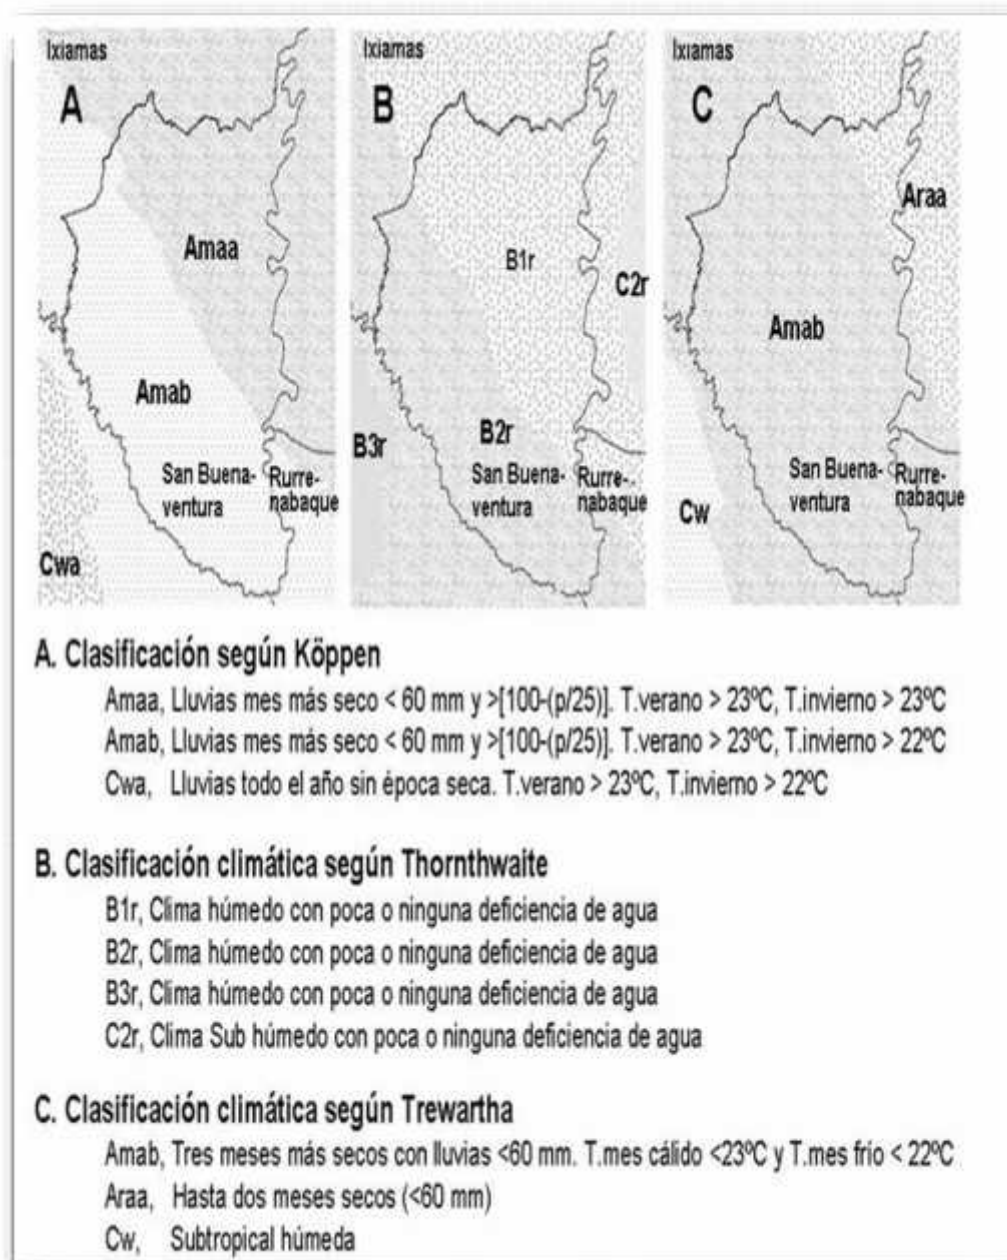 Ixiamas
A
Amaa
Amab
San Buena-
ventura
Rurre-
nabaque
Cwa
Ixiamas
B
B1r
C2r
B3r
B2r
San Buena-
ventura
Rurre-
nabaque
Ixiamas
C
Araa
Amab
San Buena-
ventura
Rurre-
nabaque
Cw
A. Clasificación según Köppen
Amaa, Lluvias mes más seco < 60 mm y >[100-(p/25)]. T.verano > 23ºC, T.invierno > 23ºC
Amab, Lluvias mes más seco < 60 mm y >[100-(p/25)]. T.verano > 23ºC, T.invierno > 22ºC
Cwa, Lluvias todo el año sin época seca. T.verano > 23ºC, T.invierno > 22ºC
B. Clasificación climática según Thornthwaite
B1r, Clima húmedo con poca o ninguna deficiencia de agua
B2r, Clima húmedo con poca o ninguna deficiencia de agua
B3r, Clima húmedo con poca o ninguna deficiencia de agua
C2r, Clima Sub húmedo con poca o ninguna deficiencia de agua
C. Clasificación climática según Trewartha
Amab, Tres meses más secos con lluvias <60 mm. T.mes cálido <23ºC y T.mes frío < 22ºC
Araa, Hasta dos meses secos (<60 mm)
Cw, Subtropical húmeda